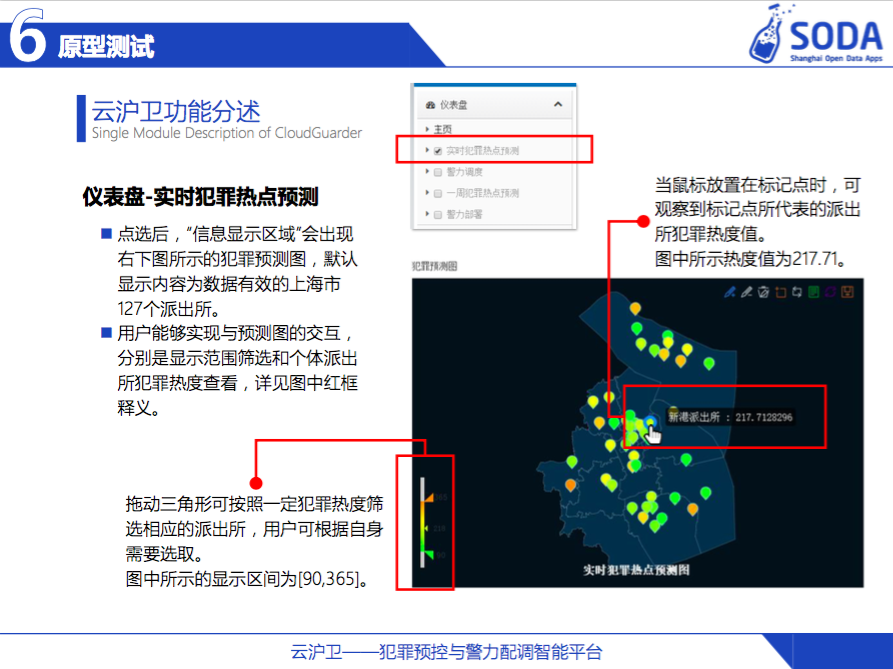 6
原型测试
SODA
Shanghai Open Data Apps
云沪卫功能分述
Single Module Description of CloudGuarder
仪表盘-实时犯罪热点预测
点选后，“信息显示区域”会出现
右下图所示的犯罪预测图，默认
显示内容为数据有效的上海市
127个派出所。
用户能够实现与预测图的交互，
分别是显示范围筛选和个体派出
所犯罪热度查看，详见图中红框
释义。
仪表盘
主页
实时犯罪热点预测
警力调度
一周犯罪热点预测
警力部署
当鼠标放置在标记点时，可
观察到标记点所代表的派出
所犯罪热度值。
图中所示热度值为217.71。
犯罪预测图
新港派出所 : 217.7128296
365
218
90
实时犯罪热点预测图
拖动三角形可按照一定犯罪热度筛
选相应的派出所，用户可根据自身
需要选取。
图中所示的显示区间为[90,365]。
云沪卫——犯罪预控与警力配调智能平台